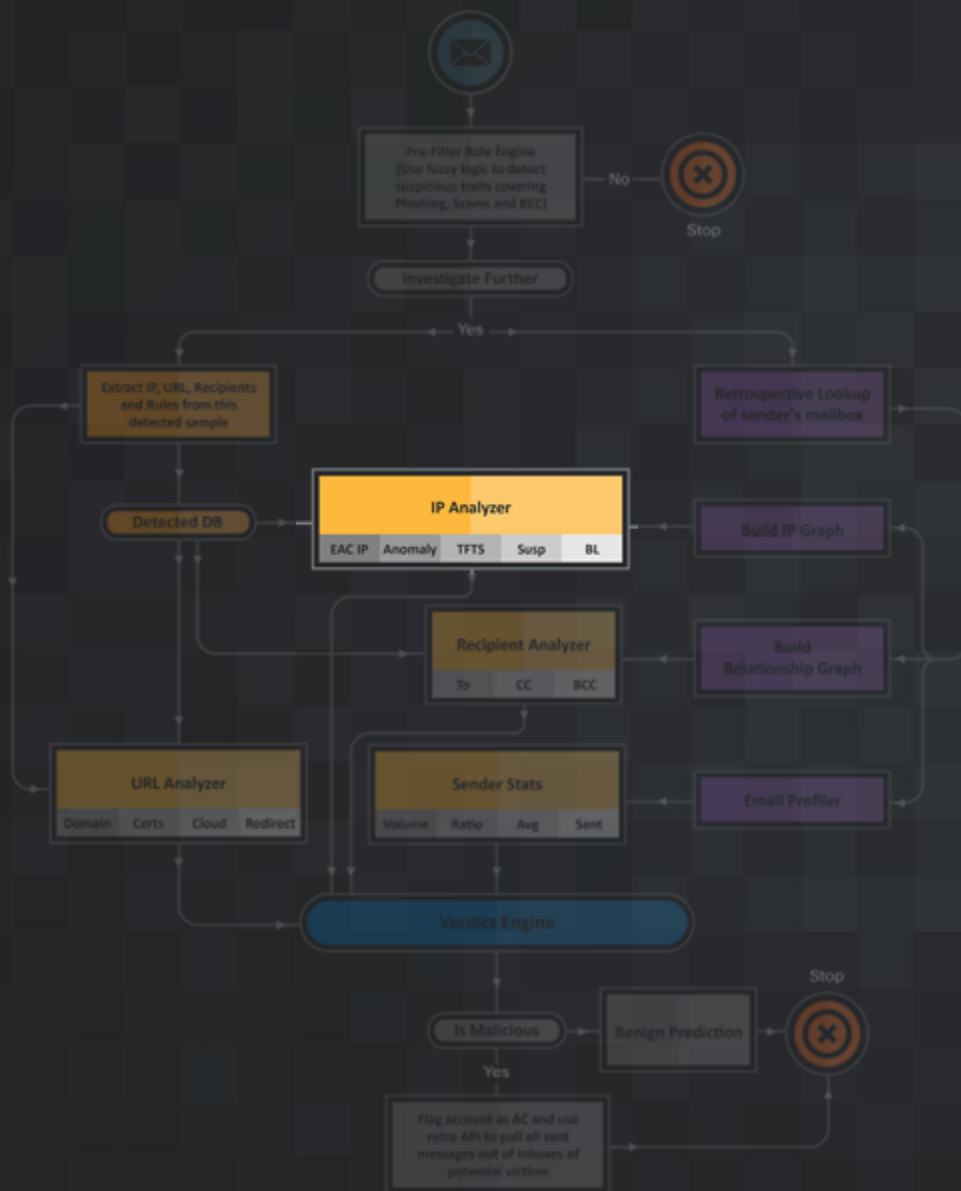 Pre-Filter Rule Engine
(Use fuzzy logic to detect
suspicious traits covering
Phishing, Scams and BEC)
No
Stop
Investigate Further
Yes
Extract IP, URL, Recipients
and Rules from this
detected sample
Retrospective Lookup
of sender's mailbox
Detected DB
IP Analyzer
EAC IP Anomaly TFTS Susp BL
Build IP Graph
Recipient Analyzer
To CC BCC
Build
Relationship Graph
URL Analyzer
Domain Certs Cloud Redirect
Sender Stats
Volume Ratio Avg Sent
Email Profiler
Verdict Engine
Stop
Is Malicious
Benign Prediction
Yes
Flag account as AC and use
retro API to pull all sent
messages out of inboxes of
potential victims